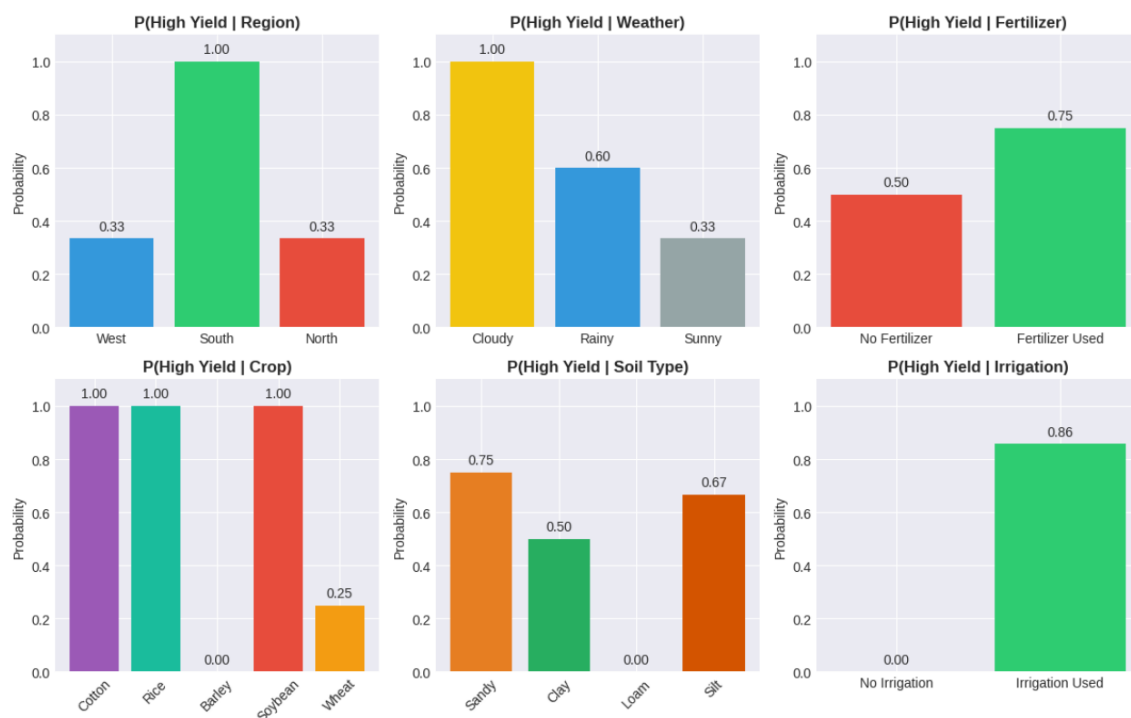 P(High Yield | Region)
1.00
0.33
0.33
Probability
1.0
0.8
0.6
0.4
0.2
0.0
West
South
North
P(High Yield | Weather)
1.00
0.60
0.33
Probability
1.0
0.8
0.6
0.4
0.2
0.0
Cloudy
Rainy
Sunny
P(High Yield | Fertilizer)
0.50
0.75
Probability
1.0
0.8
0.6
0.4
0.2
0.0
No Fertilizer
Fertilizer Used
P(High Yield | Crop)
1.00
1.00
0.00
1.00
0.25
Probability
1.0
0.8
0.6
0.4
0.2
0.0
Cotton
Rice
Barley
Soybean
Wheat
P(High Yield | Soil Type)
0.75
0.50
0.00
0.67
Probability
1.0
0.8
0.6
0.4
0.2
0.0
Sandy
Clay
Loam
Silt
P(High Yield | Irrigation)
0.00
0.86
Probability
1.0
0.8
0.6
0.4
0.2
0.0
No Irrigation
Irrigation Used